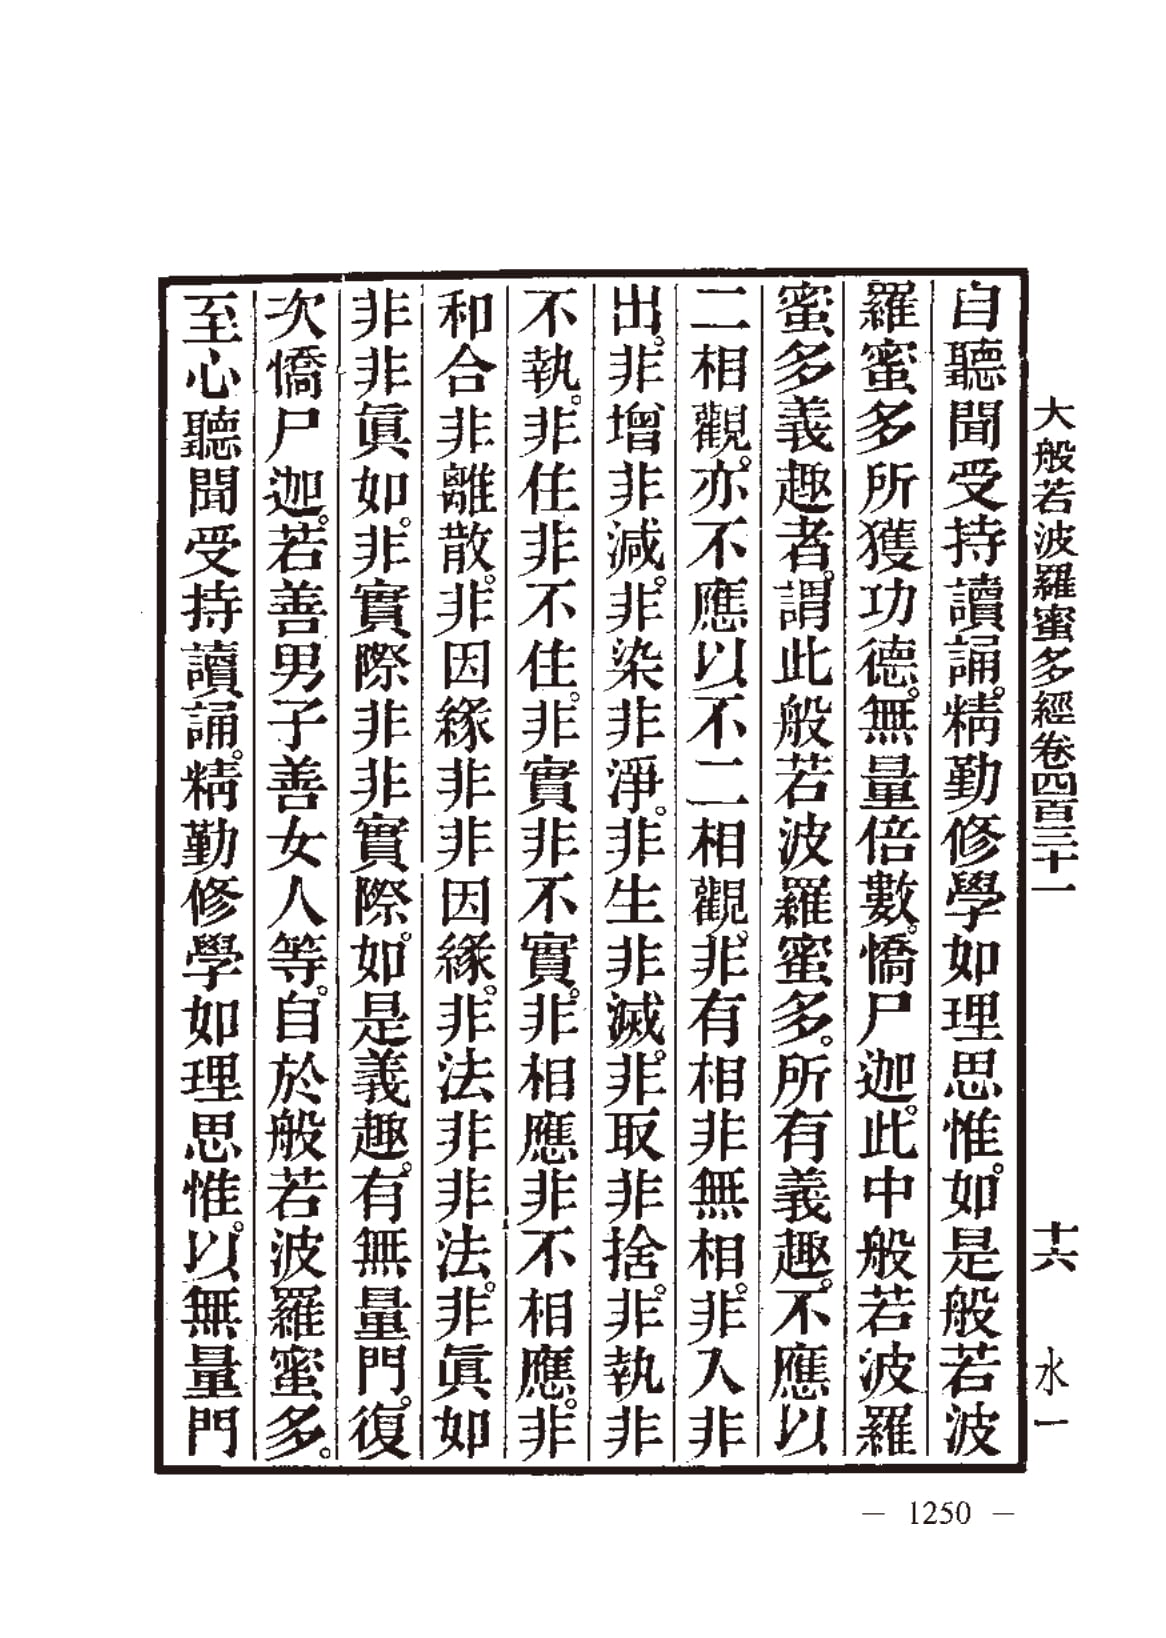 大般若波羅蜜多經卷四百三十一 十六 水一
自聽聞受持讀誦。精勤修學如理思惟。如是般若波
羅蜜多所獲功德。無量倍數。憍尸迦。此中般若波羅
蜜多義趣者。謂此般若波羅蜜多。所有義趣。不應以
二相觀。亦不應以不二相觀。非有相非無相。非入非
出。非增非減。非染非淨。非生非滅。非取非捨。非執非
不執。非住非不住。非實非不實。非相應非不相應。非
和合非離散。非因緣非非因緣。非法非非法。非眞如
非非眞如。非實際非非實際。如是義趣。有無量門。復
次憍尸迦。若善男子善女人等。自於般若波羅蜜多。
至心聽聞受持讀誦。精勤修學如理思惟。以無量門
— 1250 —